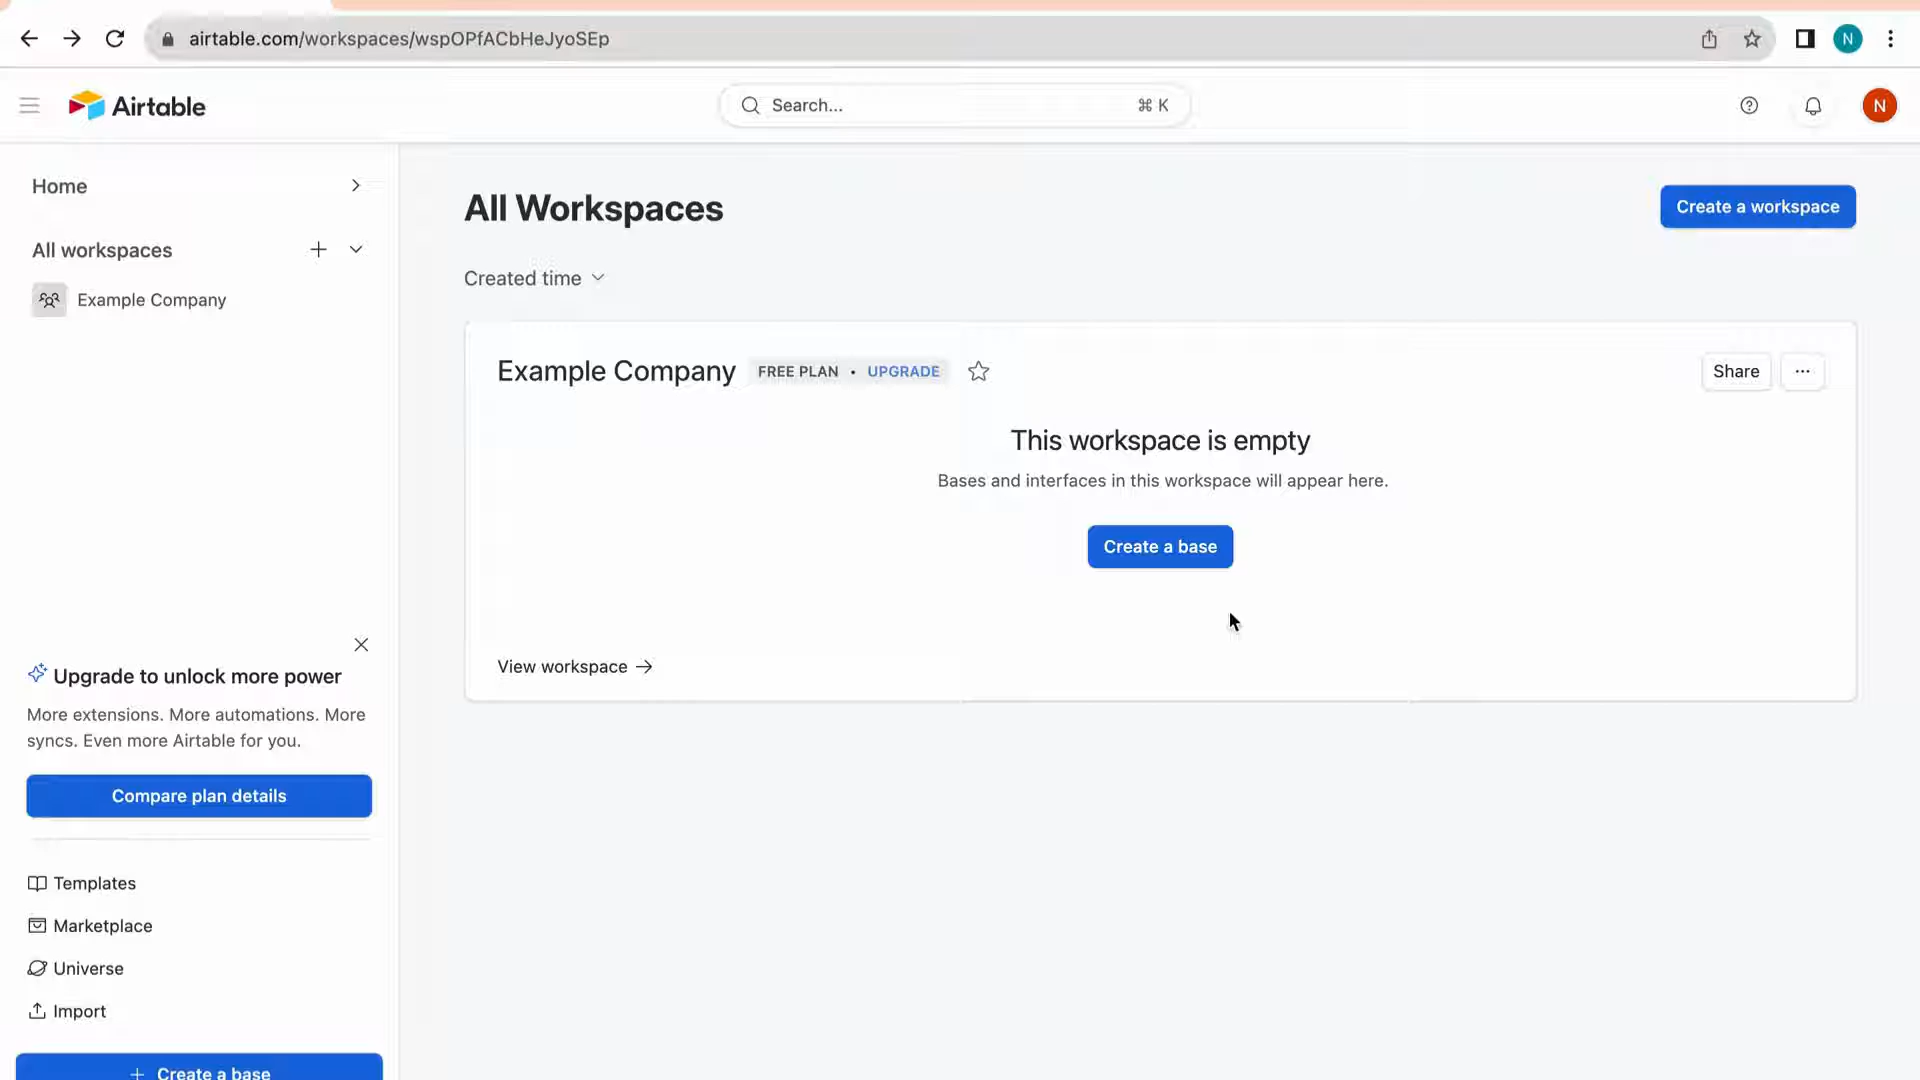 airtable.com/workspaces/wspOPfACbHeJyoSEp
N
Airtable
Search...
⌘ K
N
Home
All workspaces
Example Company
All Workspaces
Create a workspace
Created time
Example Company
FREE PLAN • UPGRADE
Share
...
This workspace is empty
Bases and interfaces in this workspace will appear here.
Create a base
View workspace →
Upgrade to unlock more power
More extensions. More automations. More
syncs. Even more Airtable for you.
Compare plan details
Templates
Marketplace
Universe
Import
+ Create a base